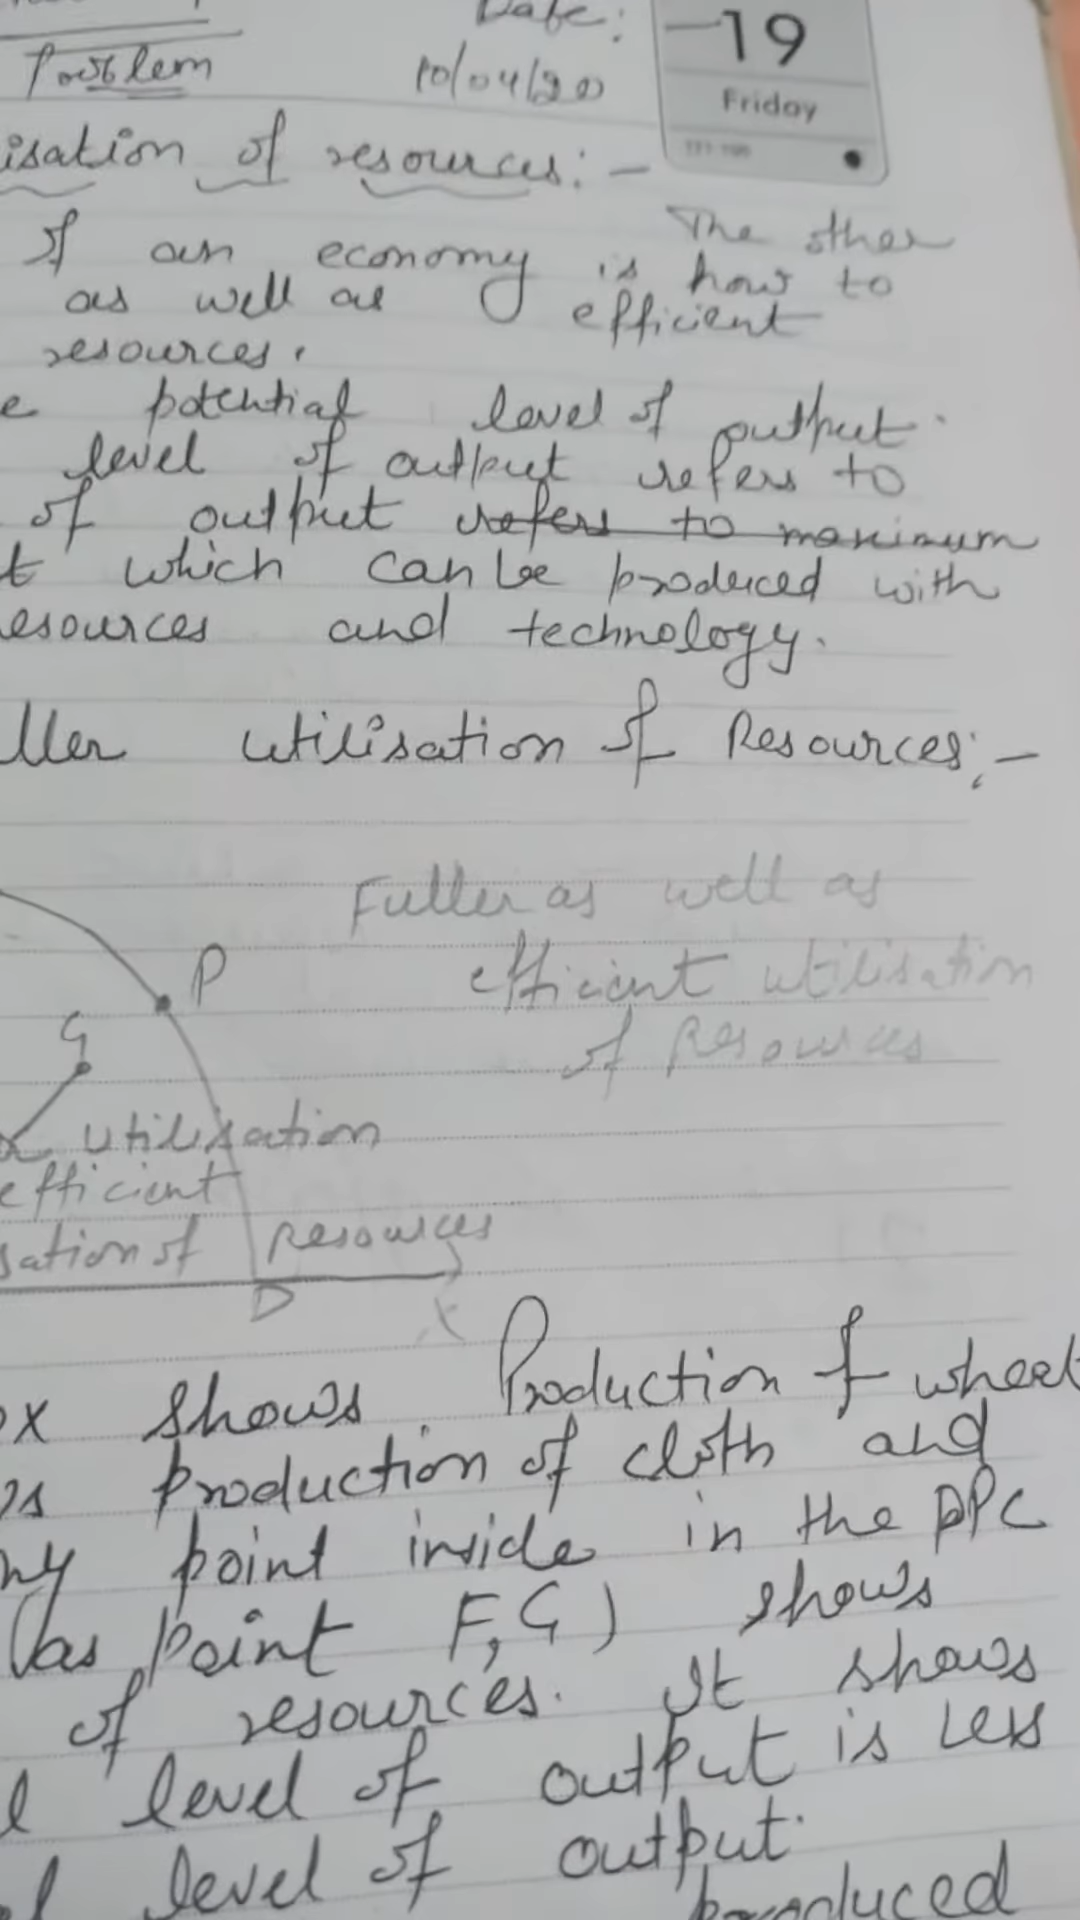 Problem
Date:
10/04/20
-19
Friday
isation of resources:-
If an economy
The other
is how to
as well as
efficient
resources.
e potential level of output.
level of output refers to
of output refers to maximum
t which can be produced with
esources and technology.
ller utilisation of Resources:-
Fuller as well as
efficient utilisation
of Resources
P
G
utilisation
efficient
sation of resources
D
X
ox shows Production of wheat
production of cloth and
ny point inside in the PPC
(as point F, G) shows
of resources. It shows
l level of output is less
l level of output.
produced